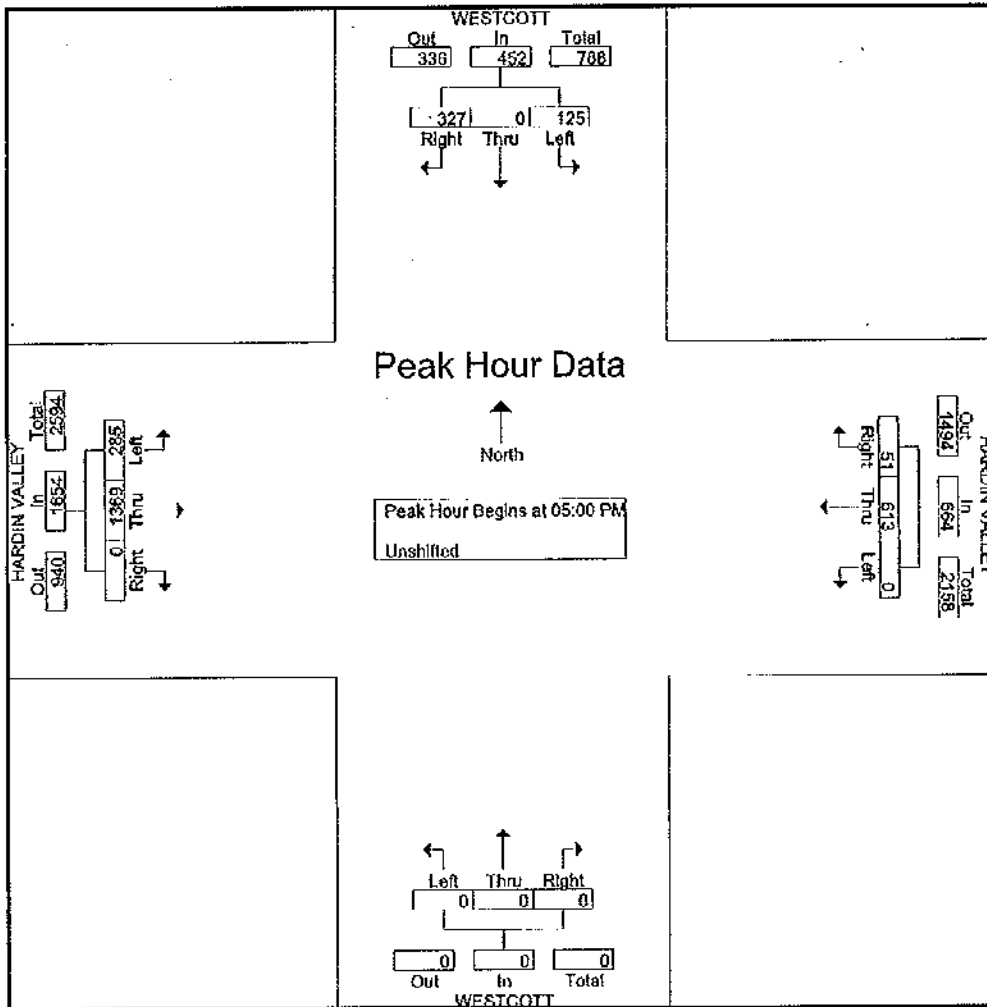 WESTCOTT
Out In Total
336 452 788
327 0 125
Right Thru Left
Peak Hour Data
North
Peak Hour Begins at 05:00 PM
Unshifted
HARDIN VALLEY
Out In Total
940 1654 2594
Right Thru Left
0 1369 285
HARDIN VALLEY
Out In Total
1494 664 2158
Right Thru Left
51 613 0
Left Thru Right
0 0 0
0 0 0
Out In Total
WESTCOTT